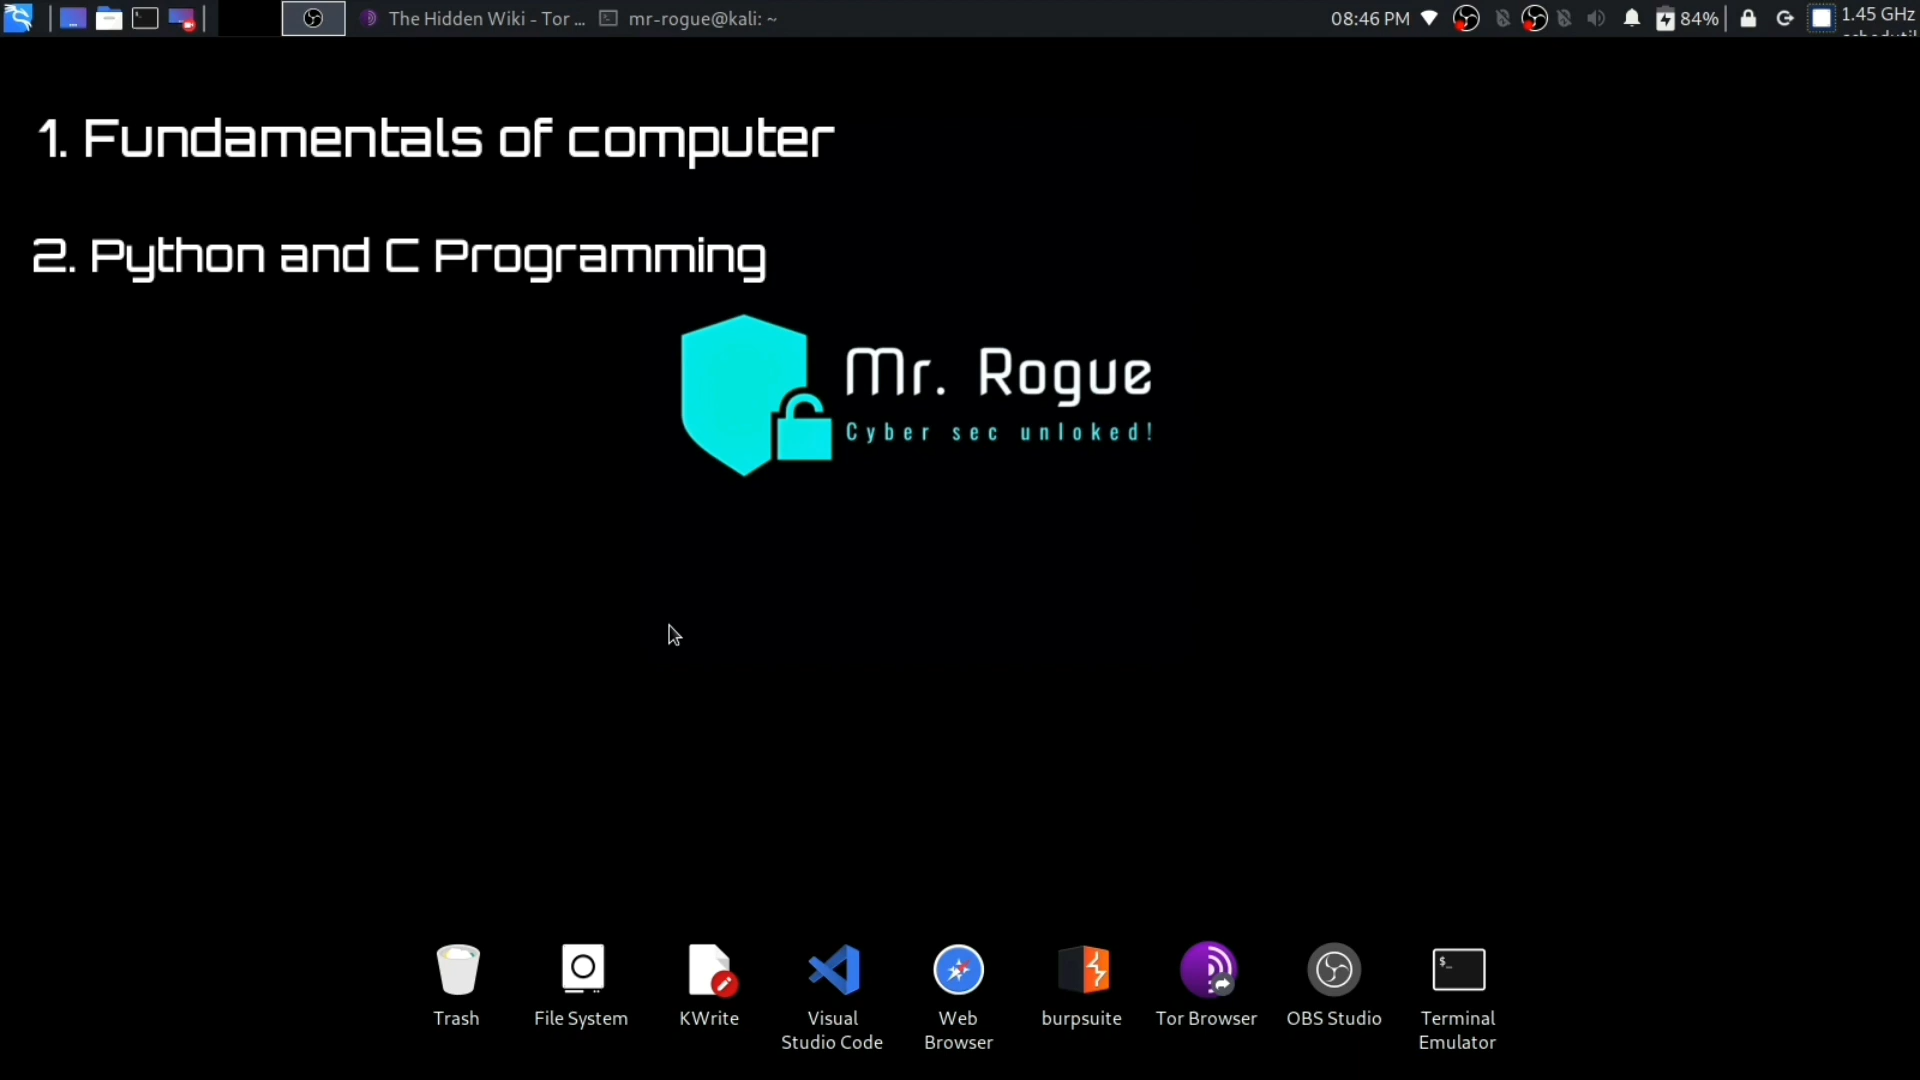 The Hidden Wiki - Tor ... mr-rogue@kali: ~ 08:46 PM 84% 1.45 GHz
1. Fundamentals of computer
2. Python and C Programming
Mr. Rogue
Cyber sec unloked!
Trash File System KWrite Visual Studio Code Web Browser burpsuite Tor Browser OBS Studio Terminal Emulator